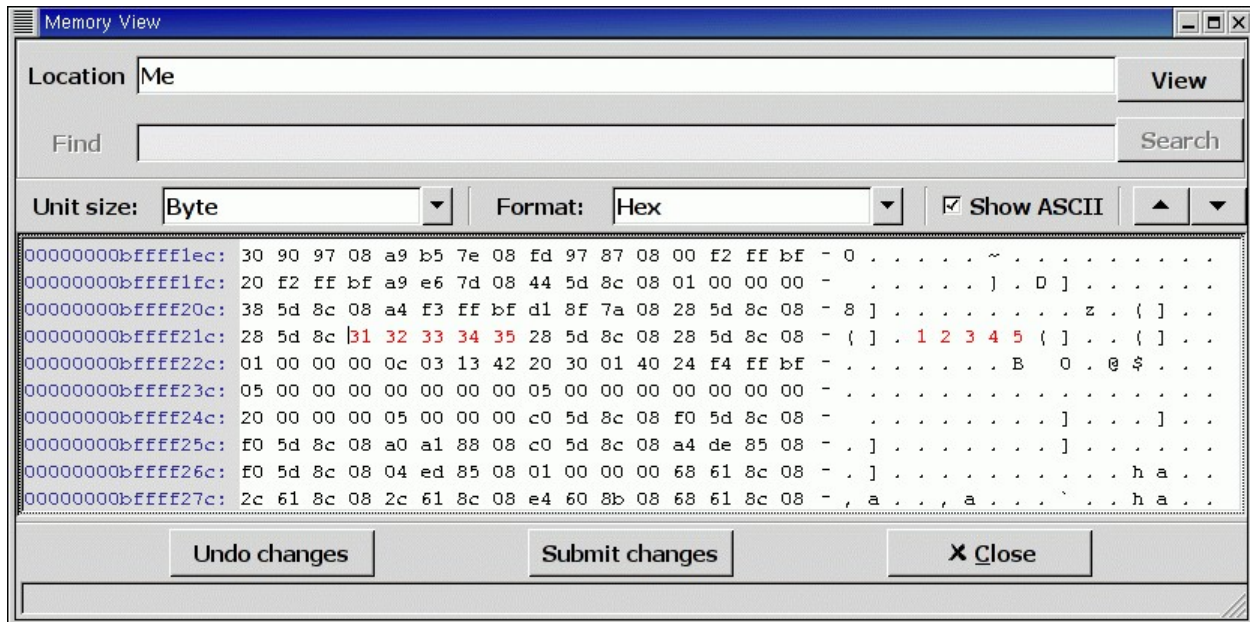 Memory View
Location Me View
Find Search
Unit size: Byte Format: Hex Show ASCII
00000000bffff1ec: 30 90 97 08 a9 b5 7e 08 fd 97 87 08 00 f2 ff bf - 0 . . . . . ~ . . . . . . . . .
00000000bffff1fc: 20 f2 ff bf a9 e6 7d 08 44 5d 8c 08 01 00 00 00 -   . . . . . } . D ] . . . . . .
00000000bffff20c: 38 5d 8c 08 a4 f3 ff bf d1 8f 7a 08 28 5d 8c 08 - 8 ] . . . . . . . . z . ( ] . .
00000000bffff21c: 28 5d 8c 31 32 33 34 35 28 5d 8c 08 28 5d 8c 08 - ( ] . 1 2 3 4 5 ( ] . . ( ] . .
00000000bffff22c: 01 00 00 00 0c 03 13 42 20 30 01 40 24 f4 ff bf - . . . . . . . B   0 . @ $ . . .
00000000bffff23c: 05 00 00 00 00 00 00 00 05 00 00 00 00 00 00 00 - . . . . . . . . . . . . . . . .
00000000bffff24c: 20 00 00 00 05 00 00 00 c0 5d 8c 08 f0 5d 8c 08 -   . . . . . . . . ] . . . ] . .
00000000bffff25c: f0 5d 8c 08 a0 a1 88 08 c0 5d 8c 08 a4 de 85 08 - . ] . . . . . . . ] . . . . . .
00000000bffff26c: f0 5d 8c 08 04 ed 85 08 01 00 00 00 68 61 8c 08 - . ] . . . . . . . . . . h a . .
00000000bffff27c: 2c 61 8c 08 2c 61 8c 08 e4 60 8b 08 68 61 8c 08 - , a . . , a . . . ` . . h a . .
Undo changes Submit changes Close